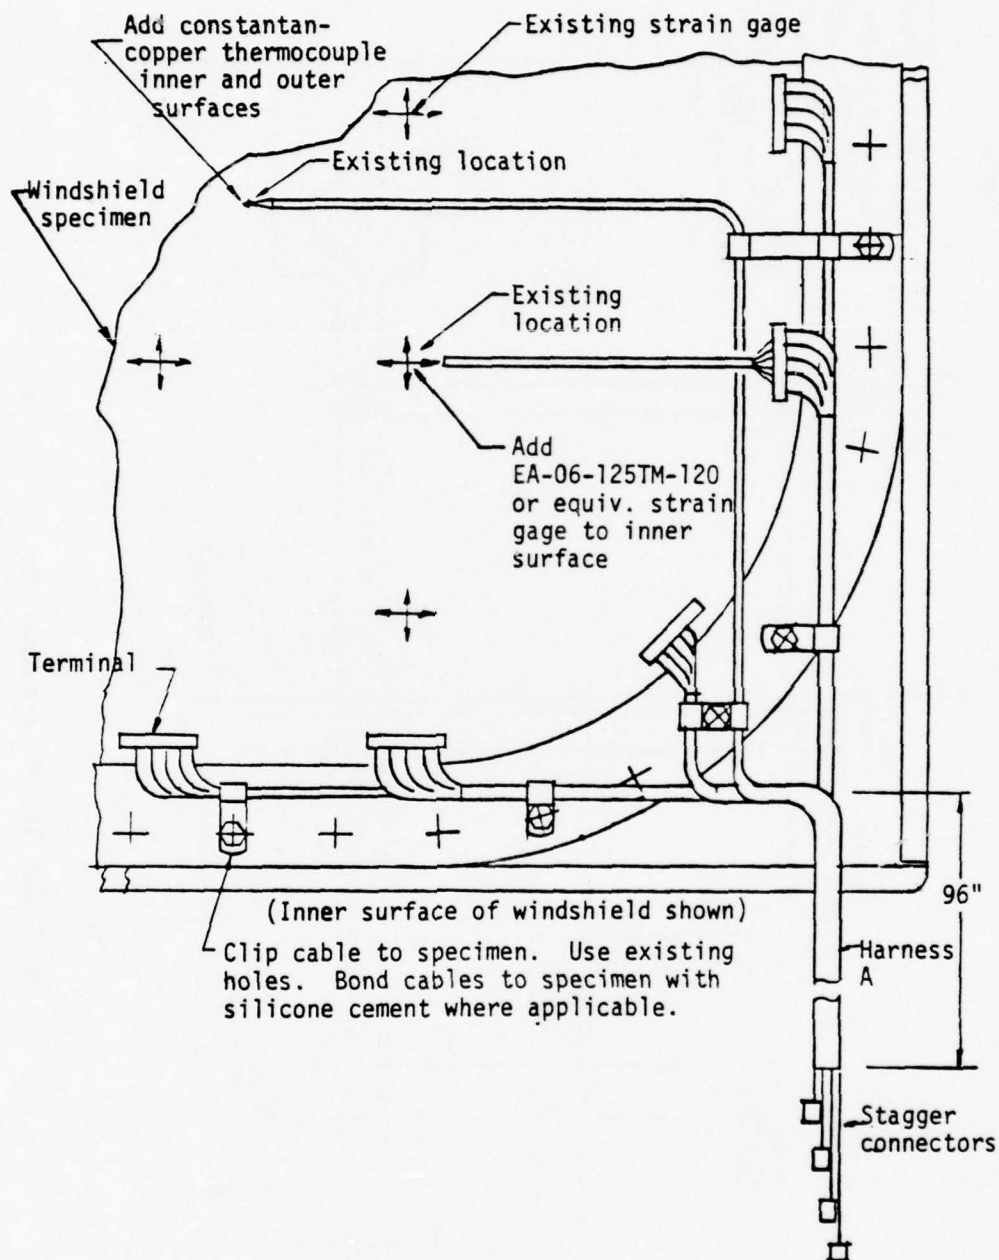 Add constantan-
copper thermocouple
inner and outer
surfaces
Existing strain gage
Existing location
Windshield
specimen
Existing
location
Add
EA-06-125TM-120
or equiv. strain
gage to inner
surface
Terminal
96"
(Inner surface of windshield shown)
Clip cable to specimen. Use existing
holes. Bond cables to specimen with
silicone cement where applicable.
Harness
A
Stagger
connectors